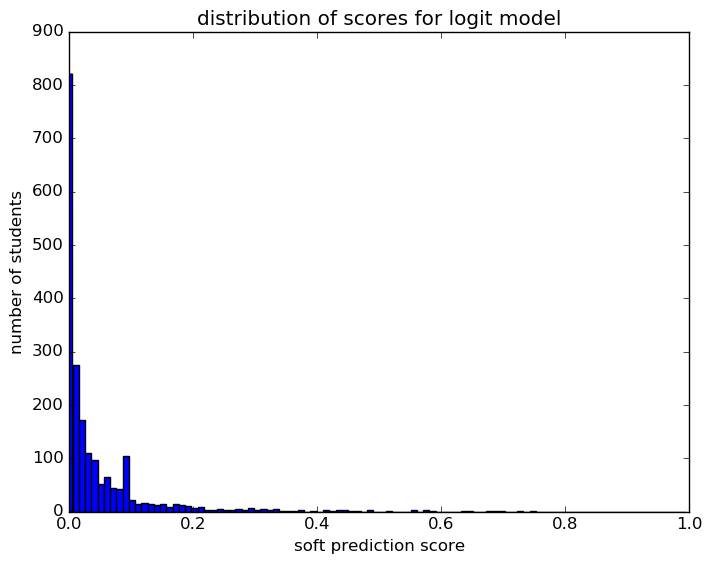 distribution of scores for logit model
900
800
700
600
500
400
300
200
100
0
0.0 0.2 0.4 0.6 0.8 1.0
number of students
soft prediction score